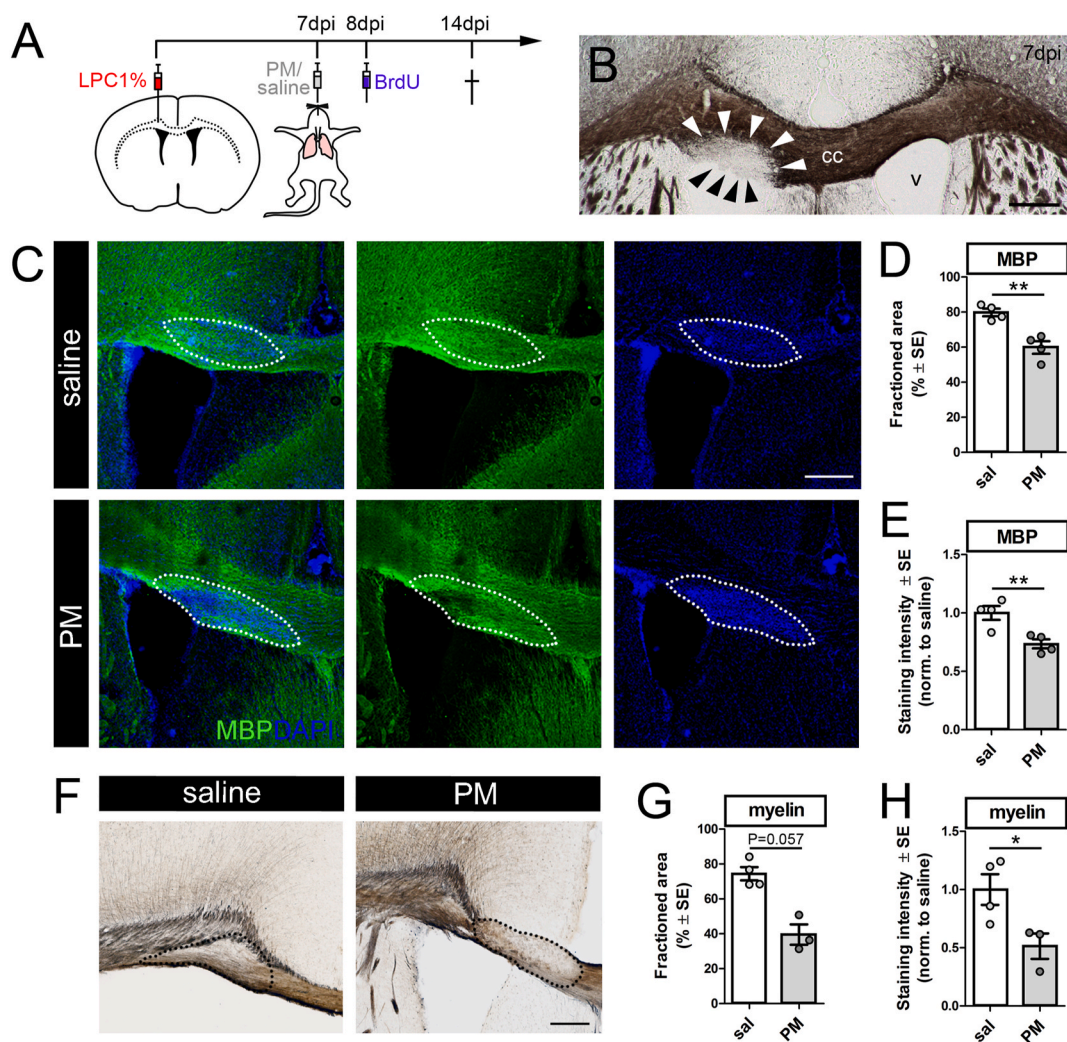 A
7dpi 8dpi 14dpi
LPC1%
PM/
saline
BrdU
B
7dpi
cc
v
C
saline
PM
MBPDAPI
D
MBP
**
Fractioned area
(% ± SE)
100
80
60
40
20
0
sal PM
E
MBP
**
Staining intensity ± SE
(norm. to saline)
1.5
1.0
0.5
0.0
sal PM
F
saline
PM
G
myelin
P=0.057
Fractioned area
(% ± SE)
100
80
60
40
20
0
sal PM
H
myelin
*
Staining intensity ± SE
(norm. to saline)
1.5
1.0
0.5
0.0
sal PM